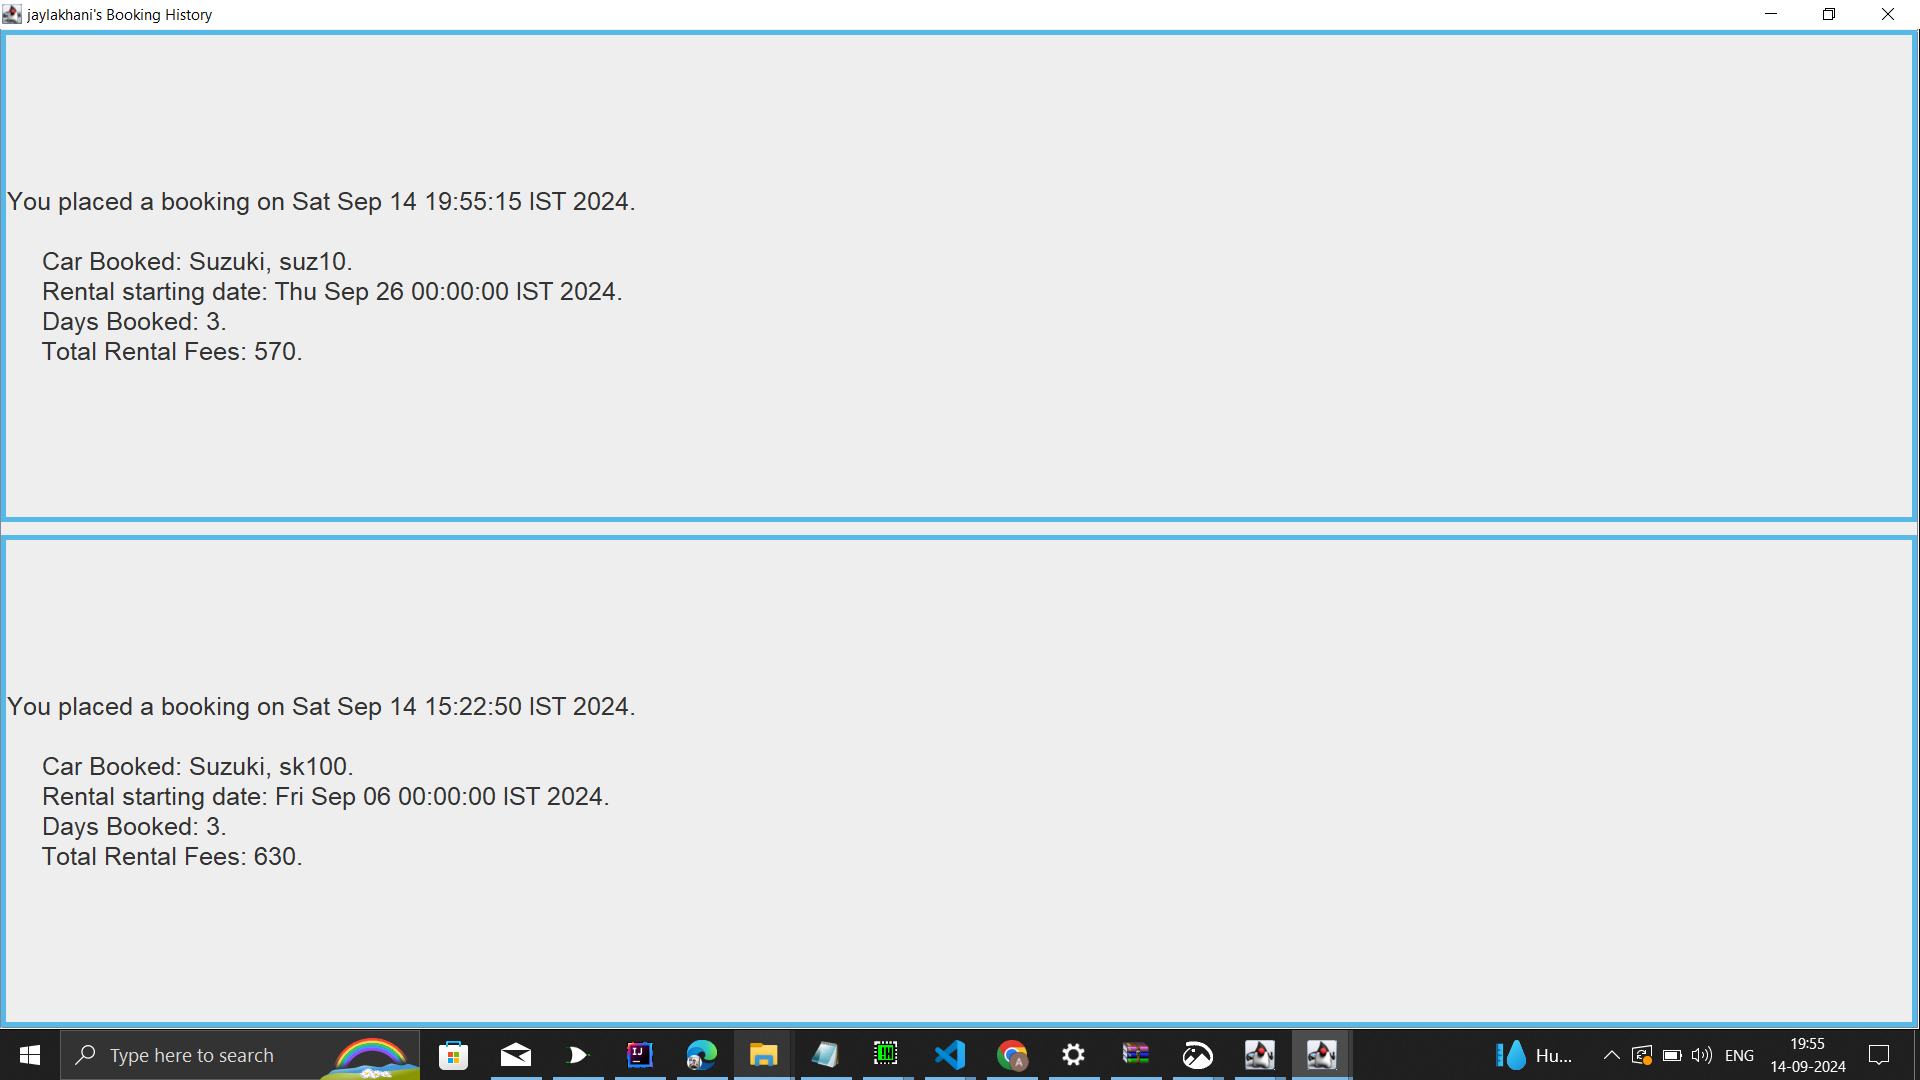 jaylakhani's Booking History
You placed a booking on Sat Sep 14 19:55:15 IST 2024.
Car Booked: Suzuki, suz10.
Rental starting date: Thu Sep 26 00:00:00 IST 2024.
Days Booked: 3.
Total Rental Fees: 570.
You placed a booking on Sat Sep 14 15:22:50 IST 2024.
Car Booked: Suzuki, sk100.
Rental starting date: Fri Sep 06 00:00:00 IST 2024.
Days Booked: 3.
Total Rental Fees: 630.
Type here to search
Hu...
ENG
19:55
14-09-2024